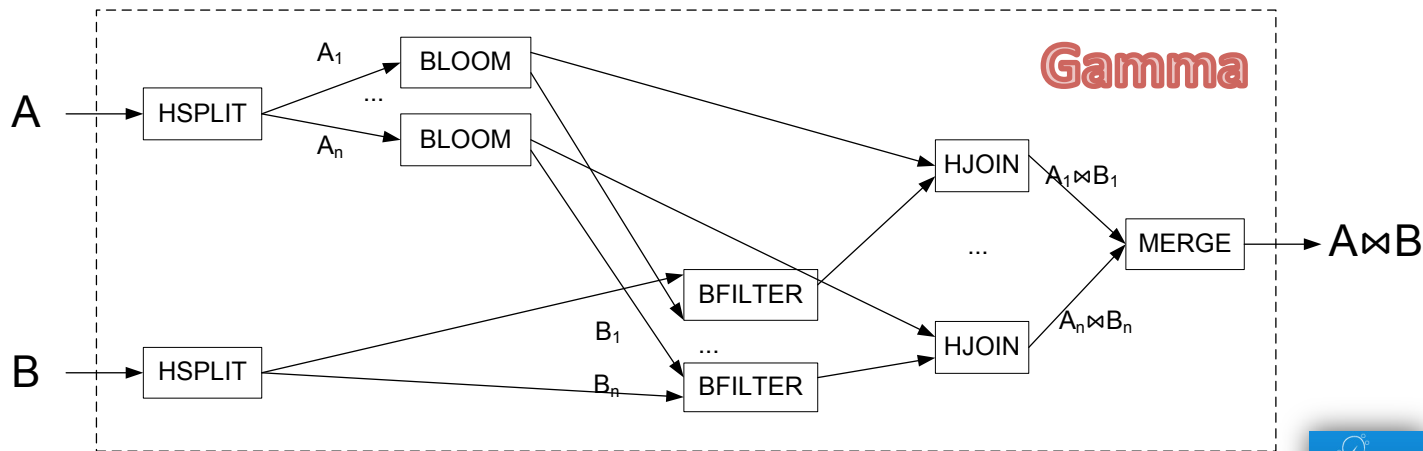 Gamma
A
HSPLIT
A₁
...
Aₙ
BLOOM
BLOOM
HJOIN
A₁⋈B₁
...
MERGE
A⋈B
BFILTER
B₁
...
Bₙ
BFILTER
HJOIN
Aₙ⋈Bₙ
B
HSPLIT